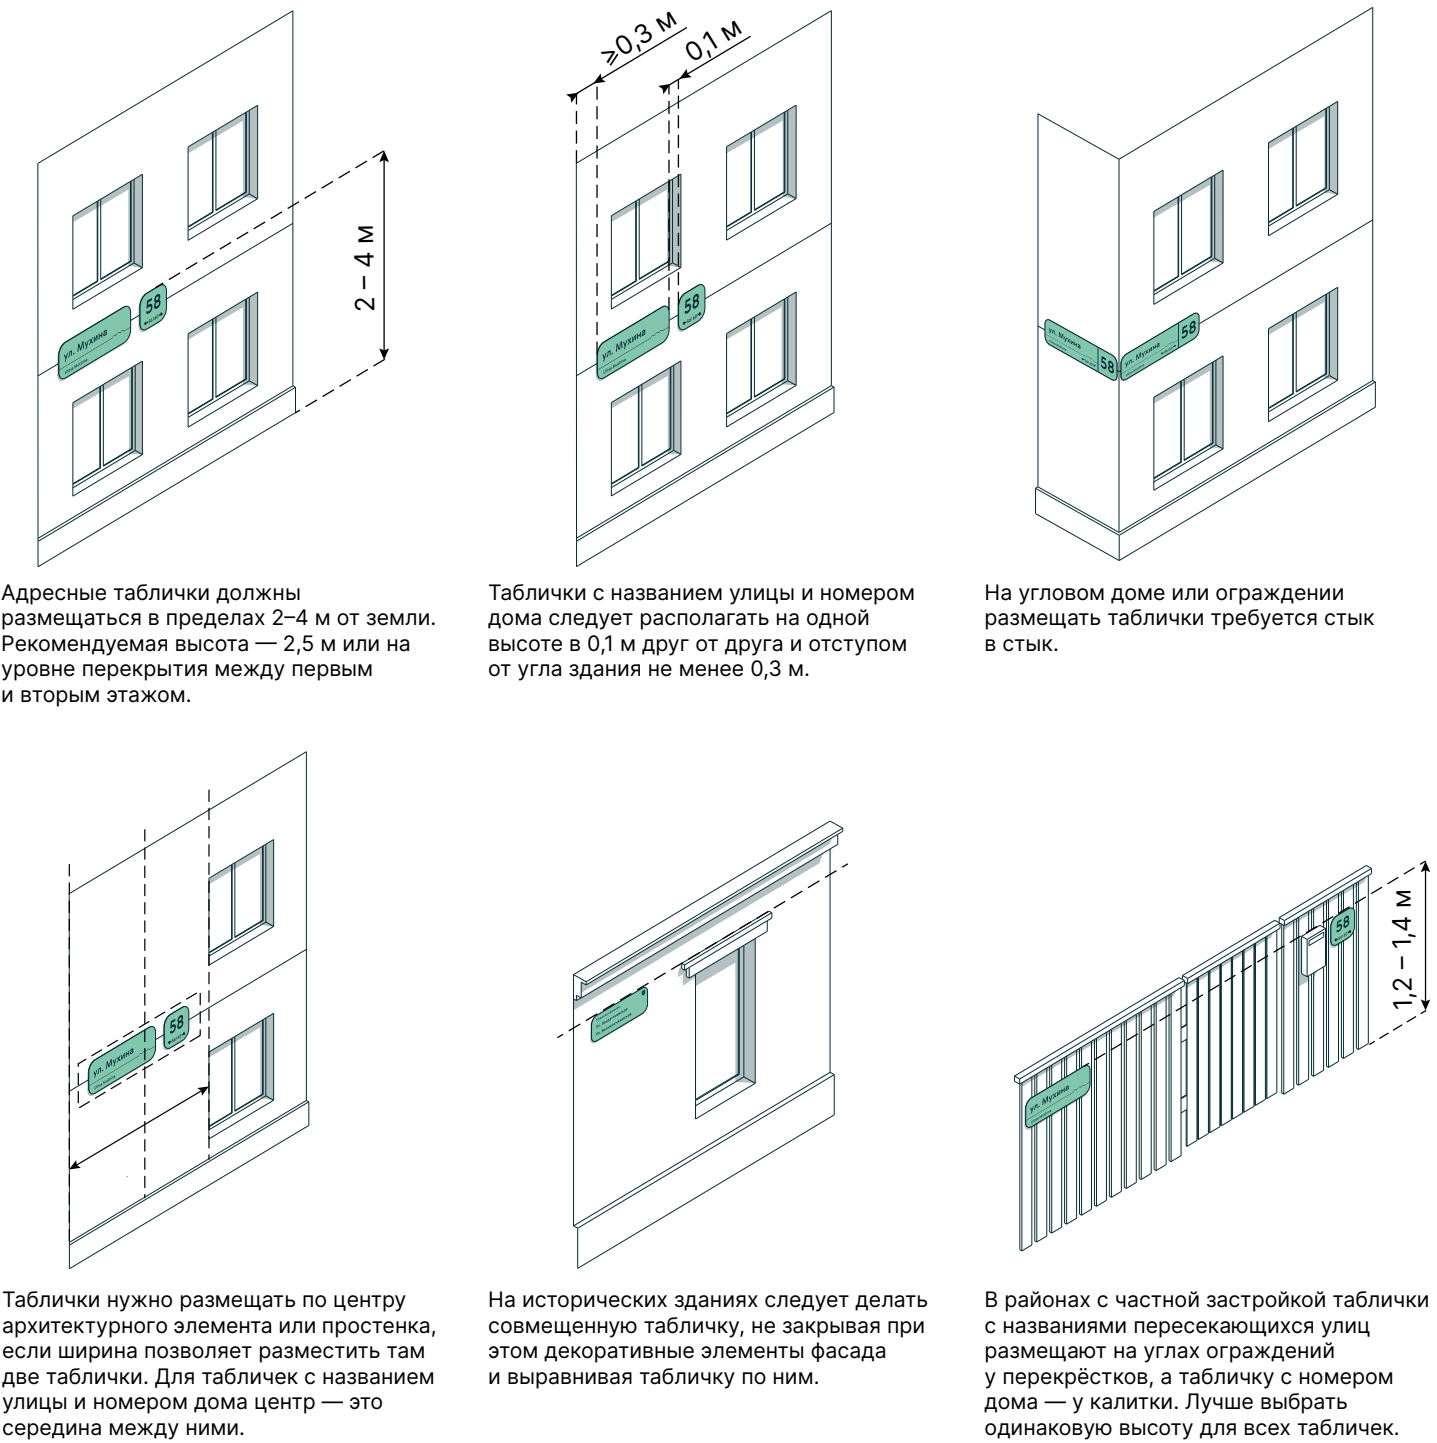 ≥0,3 м
0,1 м
2 – 4 м
58
ул. Мухина
58
ул. Мухина
ул. Мухина
58
ул. Мухина
58
Адресные таблички должны
размещаться в пределах 2–4 м от земли.
Рекомендуемая высота — 2,5 м или на
уровне перекрытия между первым
и вторым этажом.
Таблички с названием улицы и номером
дома следует располагать на одной
высоте в 0,1 м друг от друга и отступом
от угла здания не менее 0,3 м.
На угловом доме или ограждении
размещать таблички требуется стык
в стык.
58
ул. Мухина
1,2 – 1,4 м
58
ул. Мухина
Таблички нужно размещать по центру
архитектурного элемента или простенка,
если ширина позволяет разместить там
две таблички. Для табличек с названием
улицы и номером дома центр — это
середина между ними.
На исторических зданиях следует делать
совмещенную табличку, не закрывая при
этом декоративные элементы фасада
и выравнивая табличку по ним.
В районах с частной застройкой таблички
с названиями пересекающихся улиц
размещают на углах ограждений
у перекрёстков, а табличку с номером
дома — у калитки. Лучше выбрать
одинаковую высоту для всех табличек.